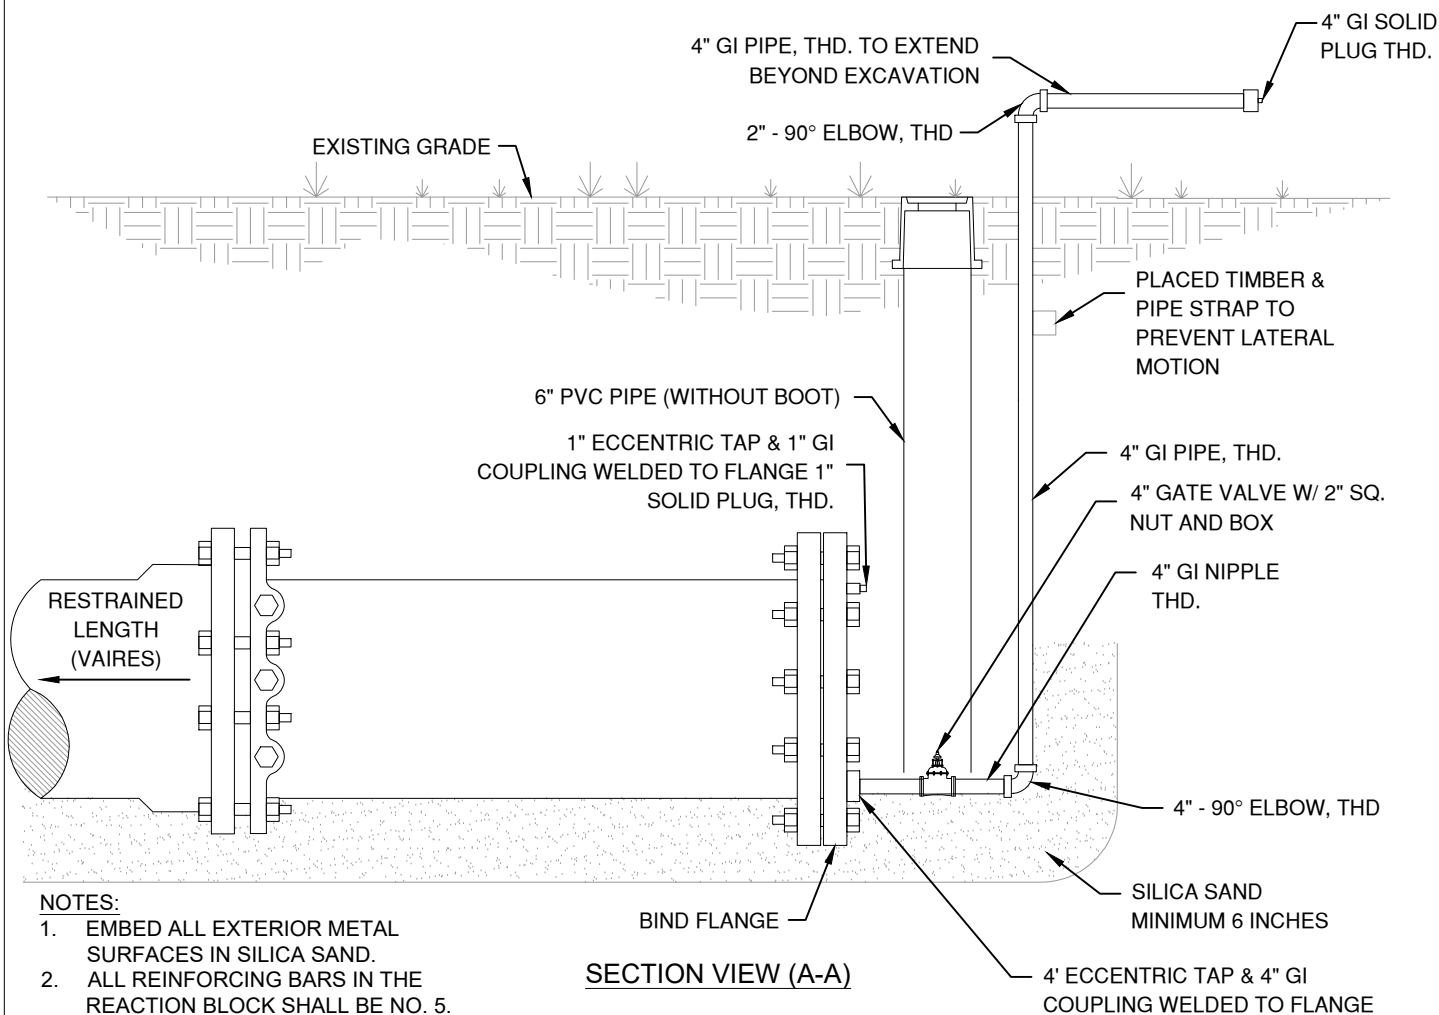 4" GI SOLID
PLUG THD.
4" GI PIPE, THD. TO EXTEND
BEYOND EXCAVATION
2" - 90° ELBOW, THD
EXISTING GRADE
PLACED TIMBER &
PIPE STRAP TO
PREVENT LATERAL
MOTION
6" PVC PIPE (WITHOUT BOOT)
1" ECCENTRIC TAP & 1" GI
COUPLING WELDED TO FLANGE 1"
SOLID PLUG, THD.
4" GI PIPE, THD.
4" GATE VALVE W/ 2" SQ.
NUT AND BOX
4" GI NIPPLE
THD.
RESTRAINED
LENGTH
(VAIRES)
4" - 90° ELBOW, THD
SILICA SAND
MINIMUM 6 INCHES
BIND FLANGE
4' ECCENTRIC TAP & 4" GI
COUPLING WELDED TO FLANGE
SECTION VIEW (A-A)
NOTES:
1. EMBED ALL EXTERIOR METAL
SURFACES IN SILICA SAND.
2. ALL REINFORCING BARS IN THE
REACTION BLOCK SHALL BE NO. 5.